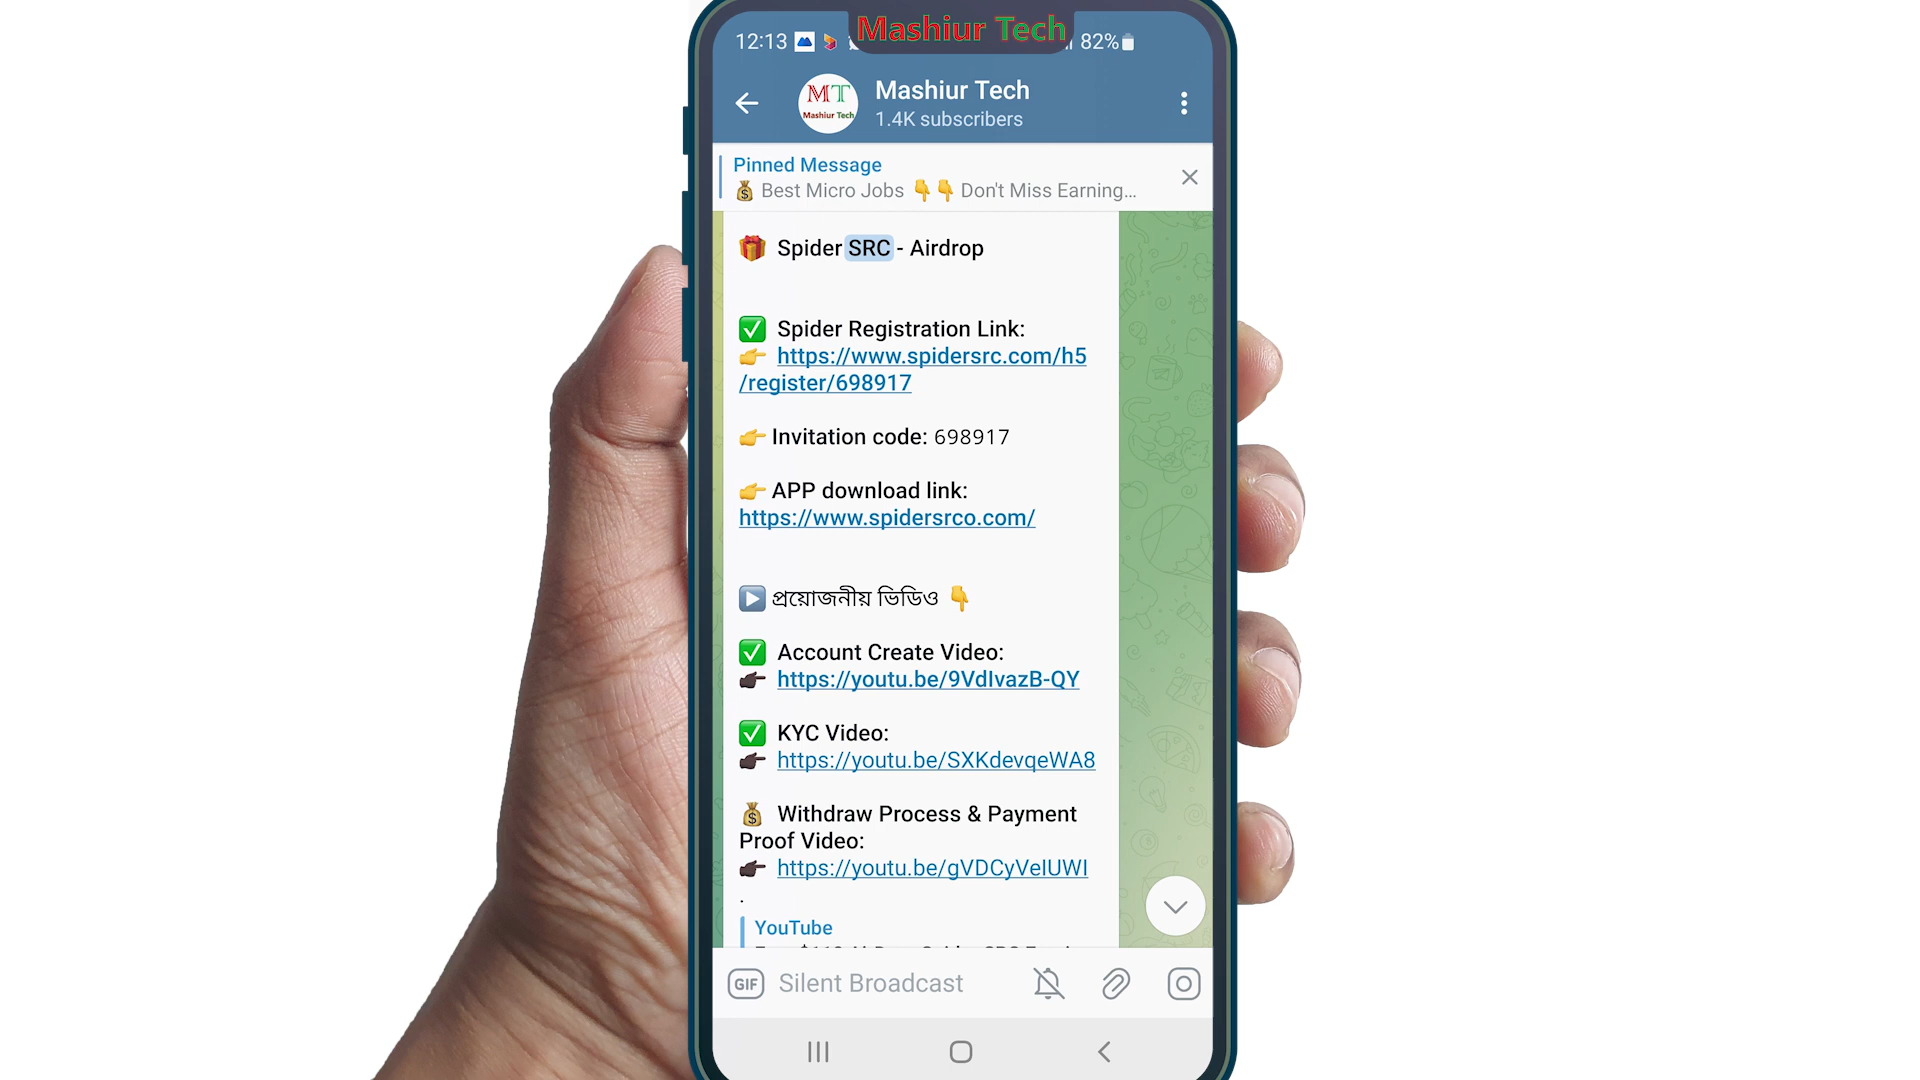 Mashiur Tech
12:13 82%
MT
Mashiur Tech
Mashiur Tech
1.4K subscribers
Pinned Message
💰 Best Micro Jobs 👇👇 Don't Miss Earning...
🎁 Spider SRC - Airdrop
✅ Spider Registration Link:
👉 https://www.spidersrc.com/h5
/register/698917
👉 Invitation code: 698917
👉 APP download link:
https://www.spidersrco.com/
▶️ প্রয়োজনীয় ভিডিও 👇
✅ Account Create Video:
👉🏿 https://youtu.be/9VdIvazB-QY
✅ KYC Video:
👉🏿 https://youtu.be/SXKdevqeWA8
💰 Withdraw Process & Payment
Proof Video:
👉🏿 https://youtu.be/gVDCyVeIUWI
.
YouTube
GIF Silent Broadcast